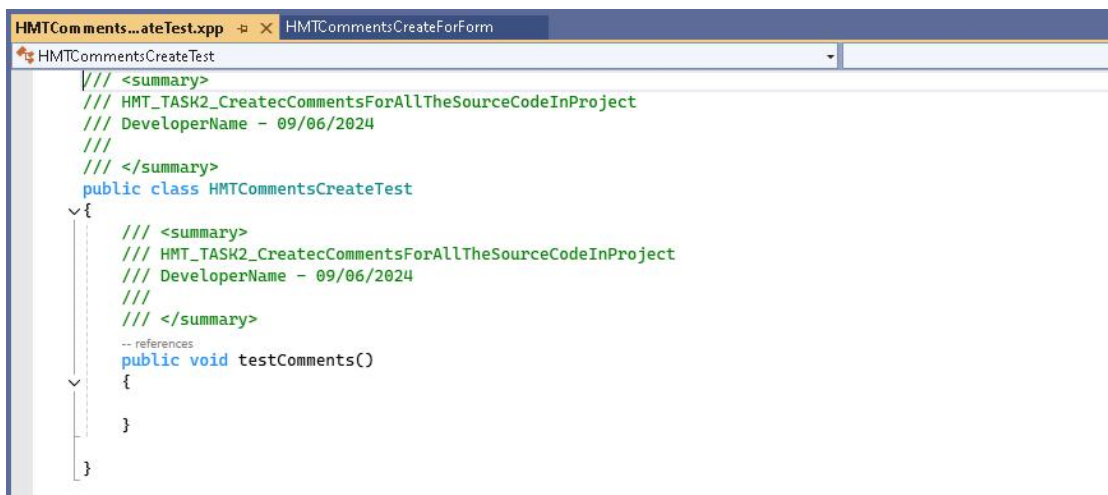 HMTComments...ateTest.xpp HMTCommentsCreateForForm
HMTCommentsCreateTest
/// <summary>
/// HMT_TASK2_CreatecCommentsForAllTheSourceCodeInProject
/// DeveloperName - 09/06/2024
///
/// </summary>
public class HMTCommentsCreateTest
{
/// <summary>
/// HMT_TASK2_CreatecCommentsForAllTheSourceCodeInProject
/// DeveloperName - 09/06/2024
///
/// </summary>
-- references
public void testComments()
{
}
}